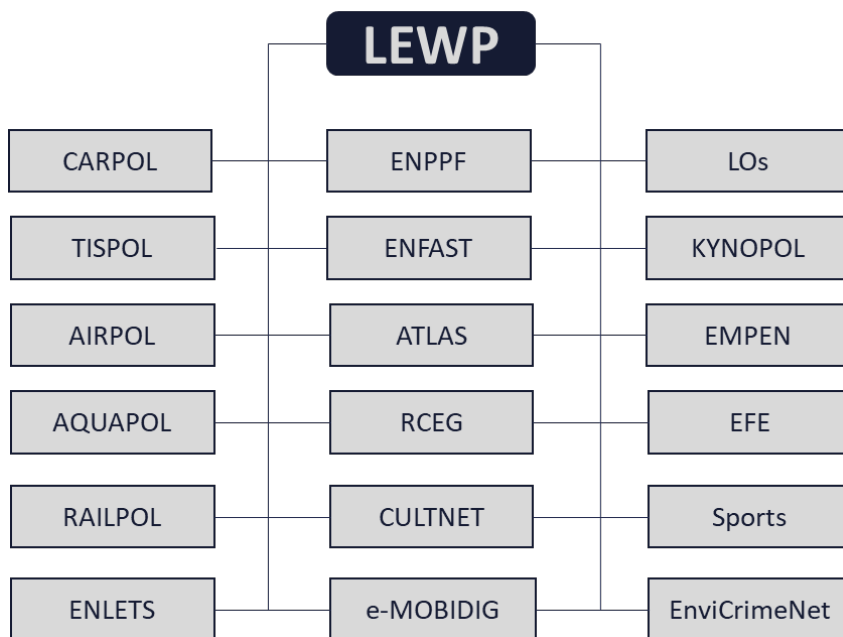 LEWP
CARPOL
ENPPF
LOs
TISPOL
ENFAST
KYNOPOL
AIRPOL
ATLAS
EMPEN
AQUAPOL
RCEG
EFE
RAILPOL
CULTNET
Sports
ENLETS
e-MOBIDIG
EnviCrimeNet